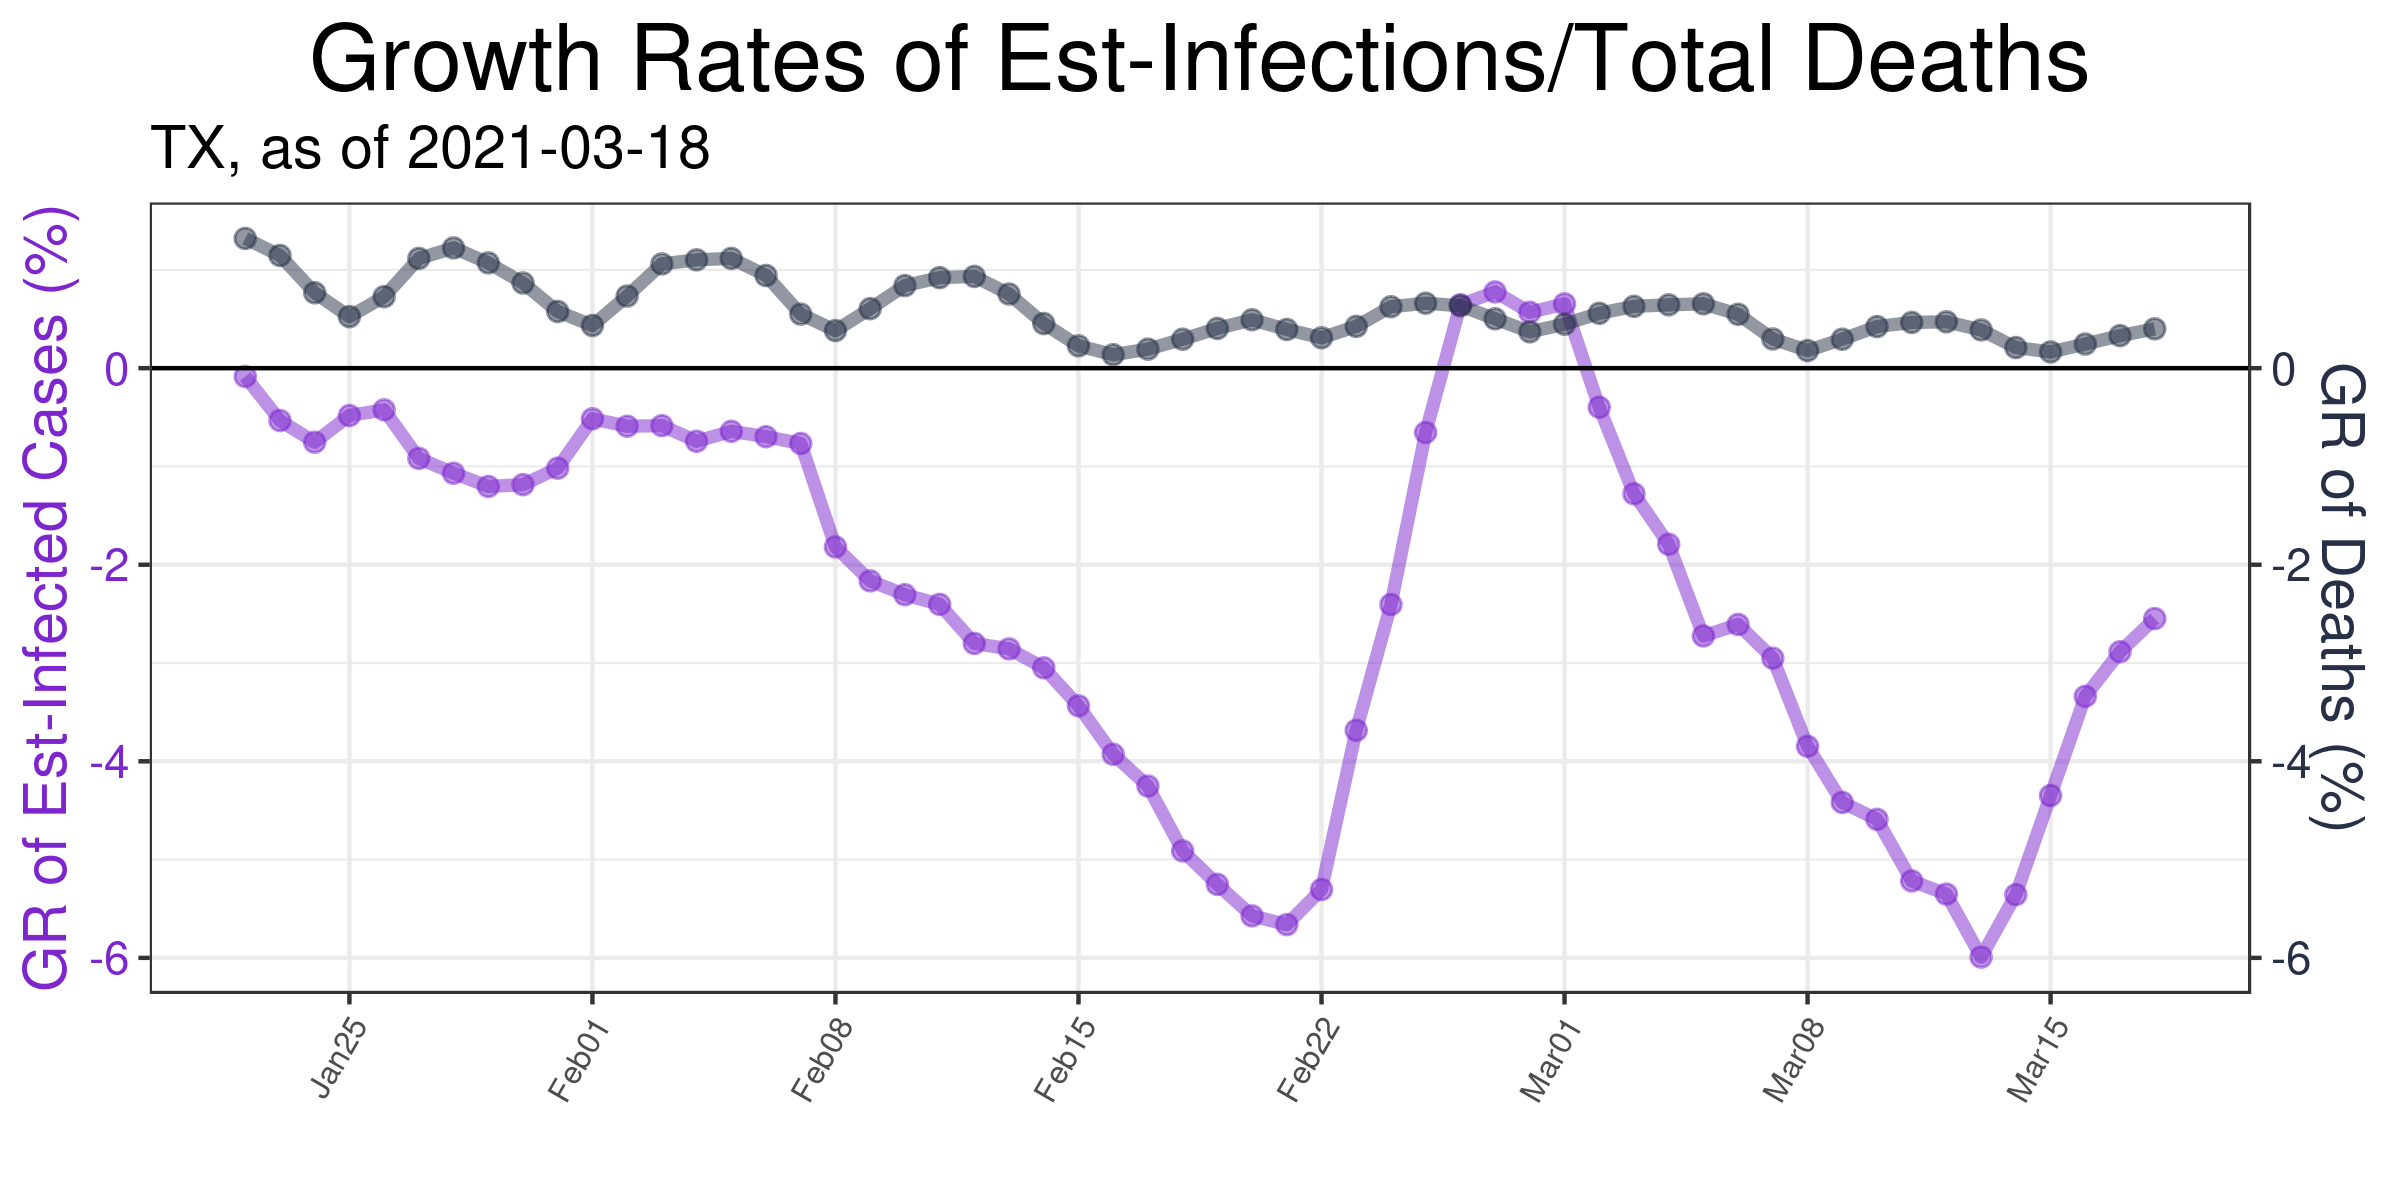 Growth Rates of Est-Infections/Total Deaths
TX, as of 2021-03-18
GR of Est-Infected Cases (%)
0
-2
-4
-6
0
-2
-4
-6
GR of Deaths (%)
Jan25
Feb01
Feb08
Feb15
Feb22
Mar01
Mar08
Mar15